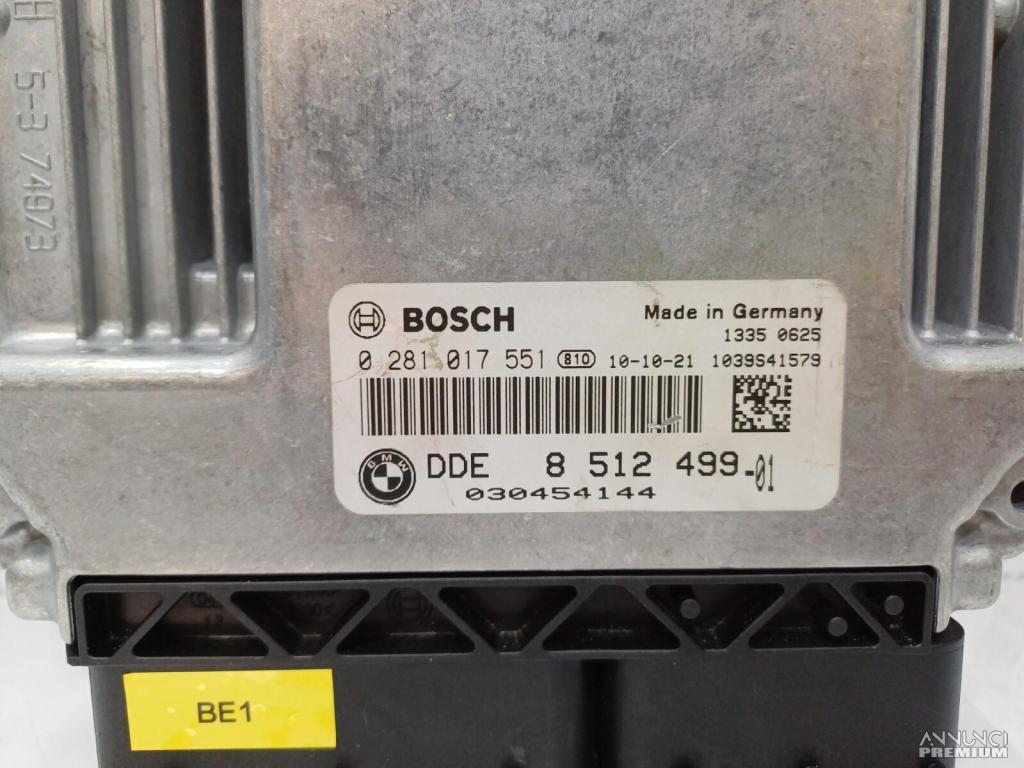 H 5-3 74973
BOSCH
Made in Germany
1335 0625
0 281 017 551 810 10-10-21 1039S41579
BMW
DDE 8 512 499-01
030454144
BE1
ANNUNCI
PREMIUM